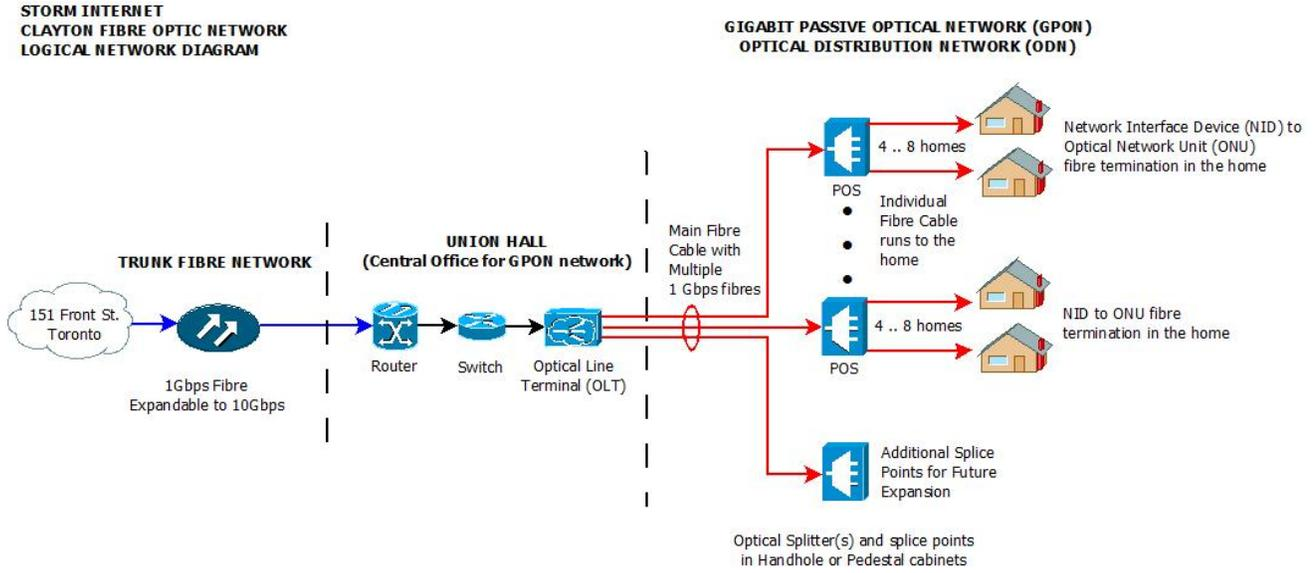 STORM INTERNET
CLAYTON FIBRE OPTIC NETWORK
LOGICAL NETWORK DIAGRAM
GIGABIT PASSIVE OPTICAL NETWORK (GPON)
OPTICAL DISTRIBUTION NETWORK (ODN)
TRUNK FIBRE NETWORK
151 Front St.
Toronto
1Gbps Fibre
Expandable to 10Gbps
UNION HALL
(Central Office for GPON network)
Router
Switch
Optical Line
Terminal (OLT)
Main Fibre
Cable with
Multiple
1 Gbps fibres
POS
4 .. 8 homes
Individual
Fibre Cable
runs to the
home
Network Interface Device (NID) to
Optical Network Unit (ONU)
fibre termination in the home
POS
4 .. 8 homes
NID to ONU fibre
termination in the home
Additional Splice
Points for Future
Expansion
Optical Splitter(s) and splice points
in Handhole or Pedestal cabinets